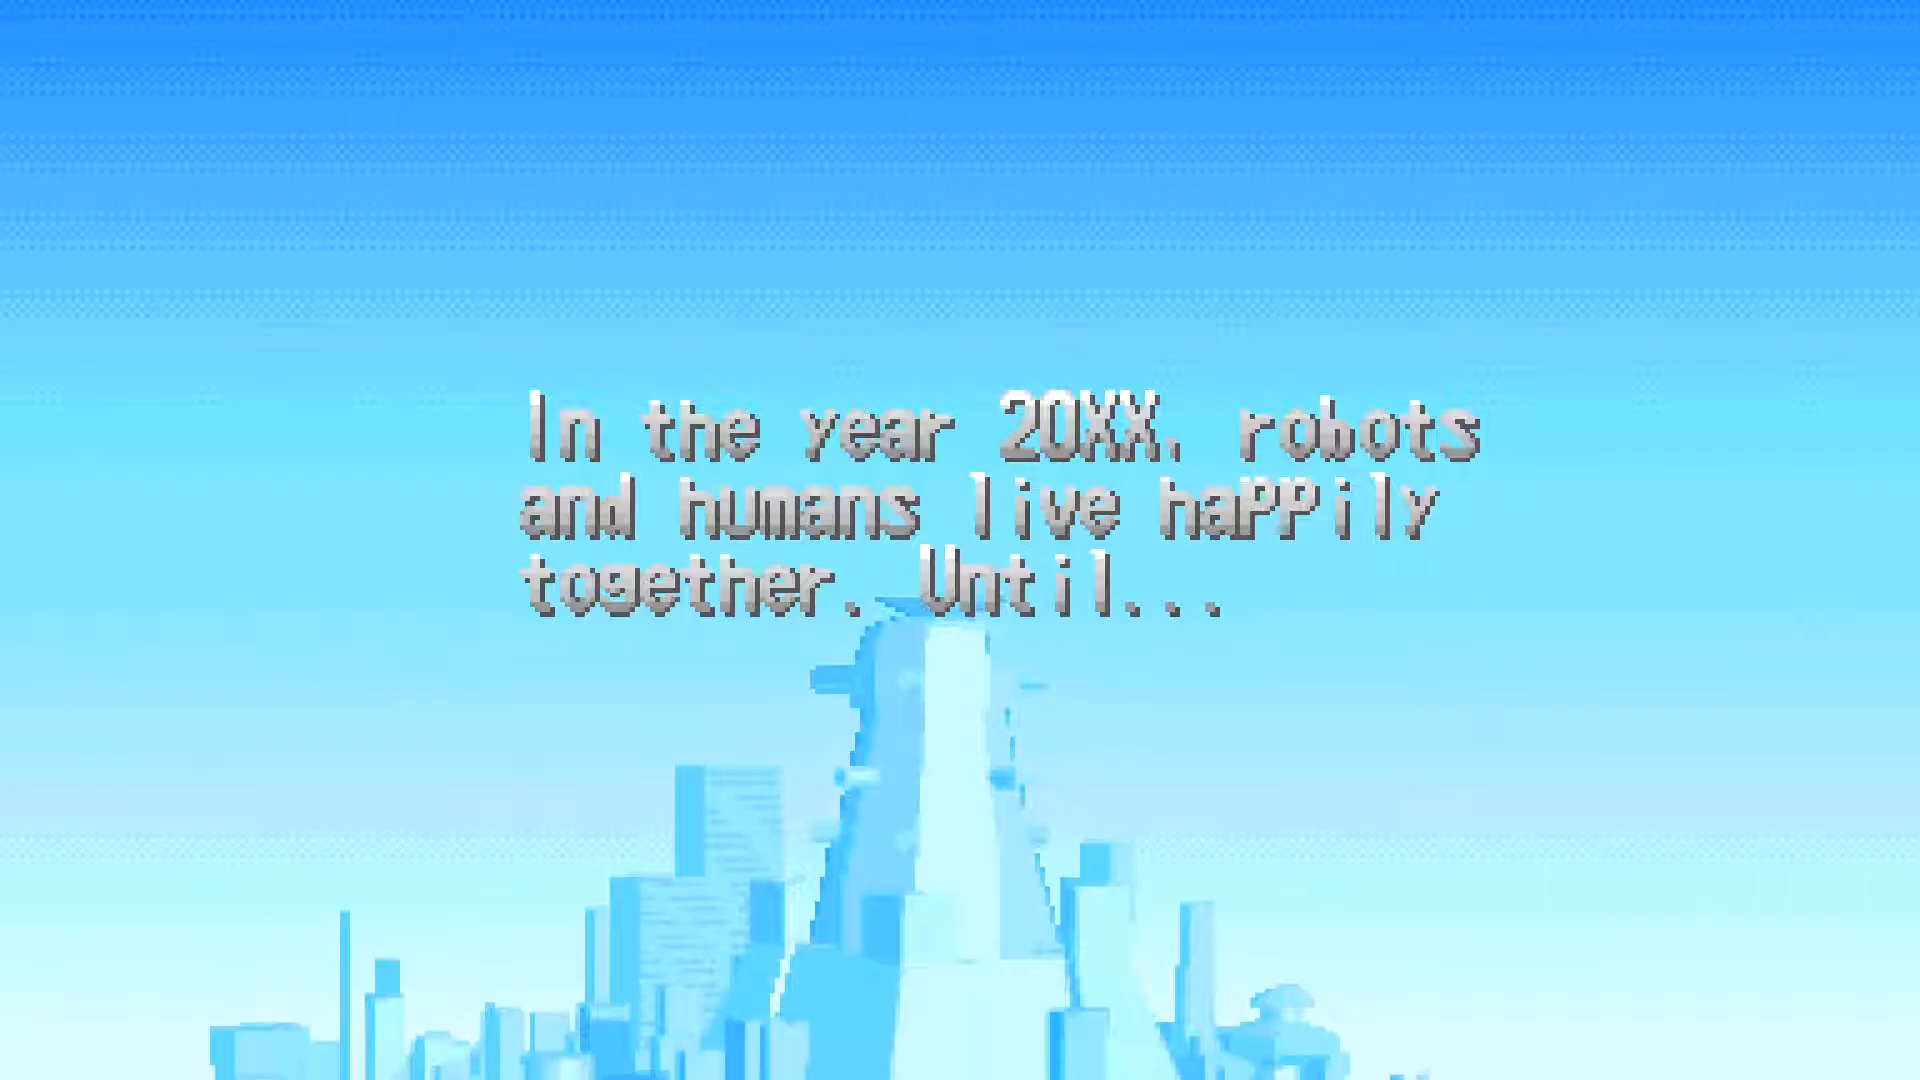 In the year 20XX, robots
and humans live happily
together. Until...